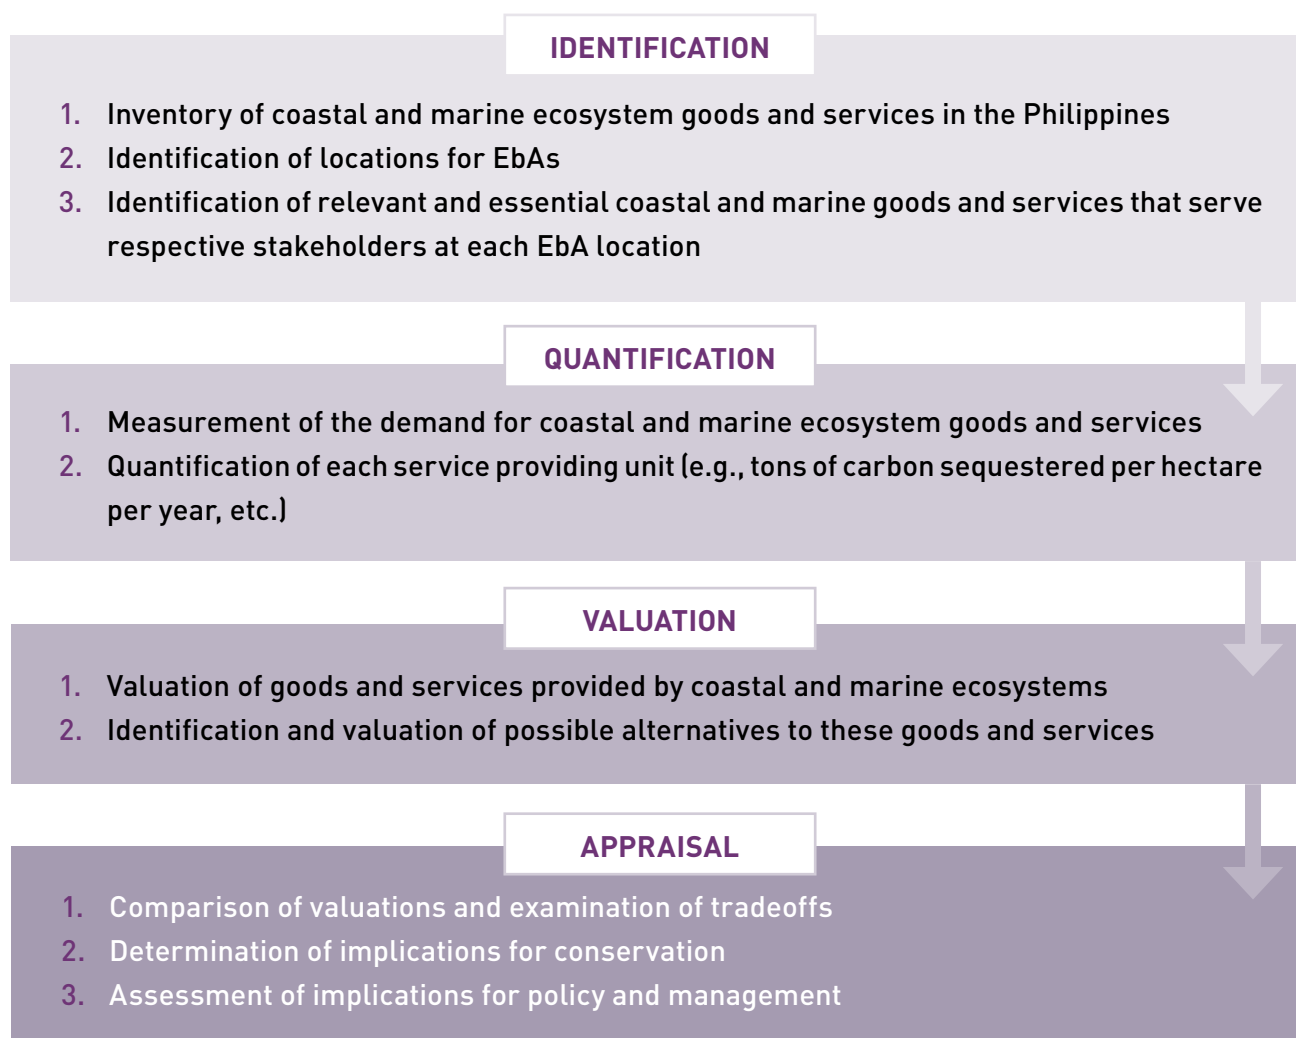 IDENTIFICATION
1. Inventory of coastal and marine ecosystem goods and services in the Philippines
2. Identification of locations for EbAs
3. Identification of relevant and essential coastal and marine goods and services that serve
respective stakeholders at each EbA location
QUANTIFICATION
1. Measurement of the demand for coastal and marine ecosystem goods and services
2. Quantification of each service providing unit (e.g., tons of carbon sequestered per hectare
per year, etc.)
VALUATION
1. Valuation of goods and services provided by coastal and marine ecosystems
2. Identification and valuation of possible alternatives to these goods and services
APPRAISAL
1. Comparison of valuations and examination of tradeoffs
2. Determination of implications for conservation
3. Assessment of implications for policy and management